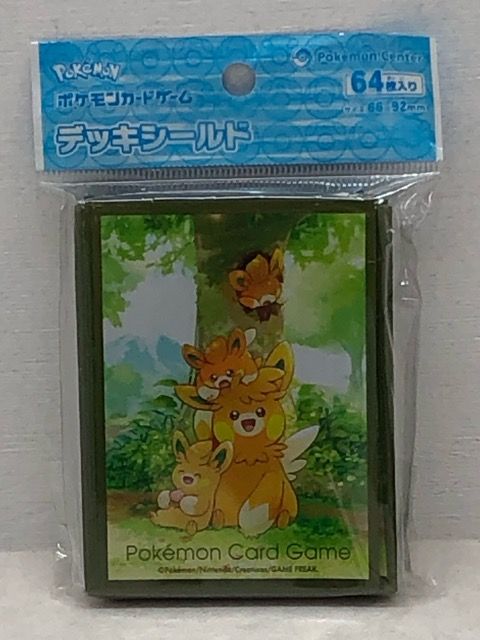 Pokémon
Pokémon Center
ポケモンカードゲーム
64枚入り
サイズ 66×92mm
デッキシールド
Pokémon Card Game
©Pokémon/Nintendo/Creatures/GAME FREAK.